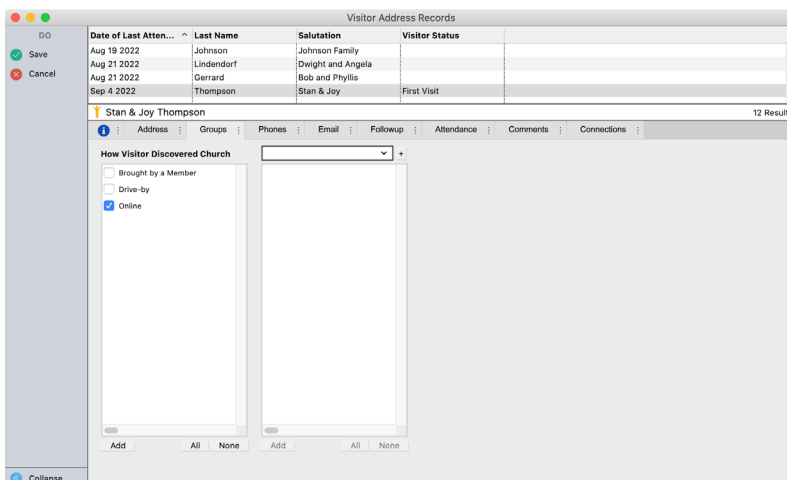 Visitor Address Records
DO
Save
Cancel
Date of Last Atten... Last Name Salutation Visitor Status
Aug 19 2022 Johnson Johnson Family
Aug 21 2022 Lindendorf Dwight and Angela
Aug 21 2022 Gerrard Bob and Phyllis
Sep 4 2022 Thompson Stan & Joy First Visit
Stan & Joy Thompson 12 Result
Address Groups Phones Email Followup Attendance Comments Connections
How Visitor Discovered Church
Brought by a Member
Drive-by
Online
Add All None Add All None
Collapse